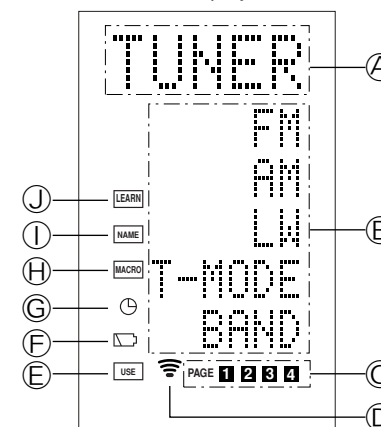 TUNER
A
FM
AM
J LEARN
I NAME LW B
H MACRO T-MODE
G
F BAND
E USE PAGE 1 2 3 4 C
D